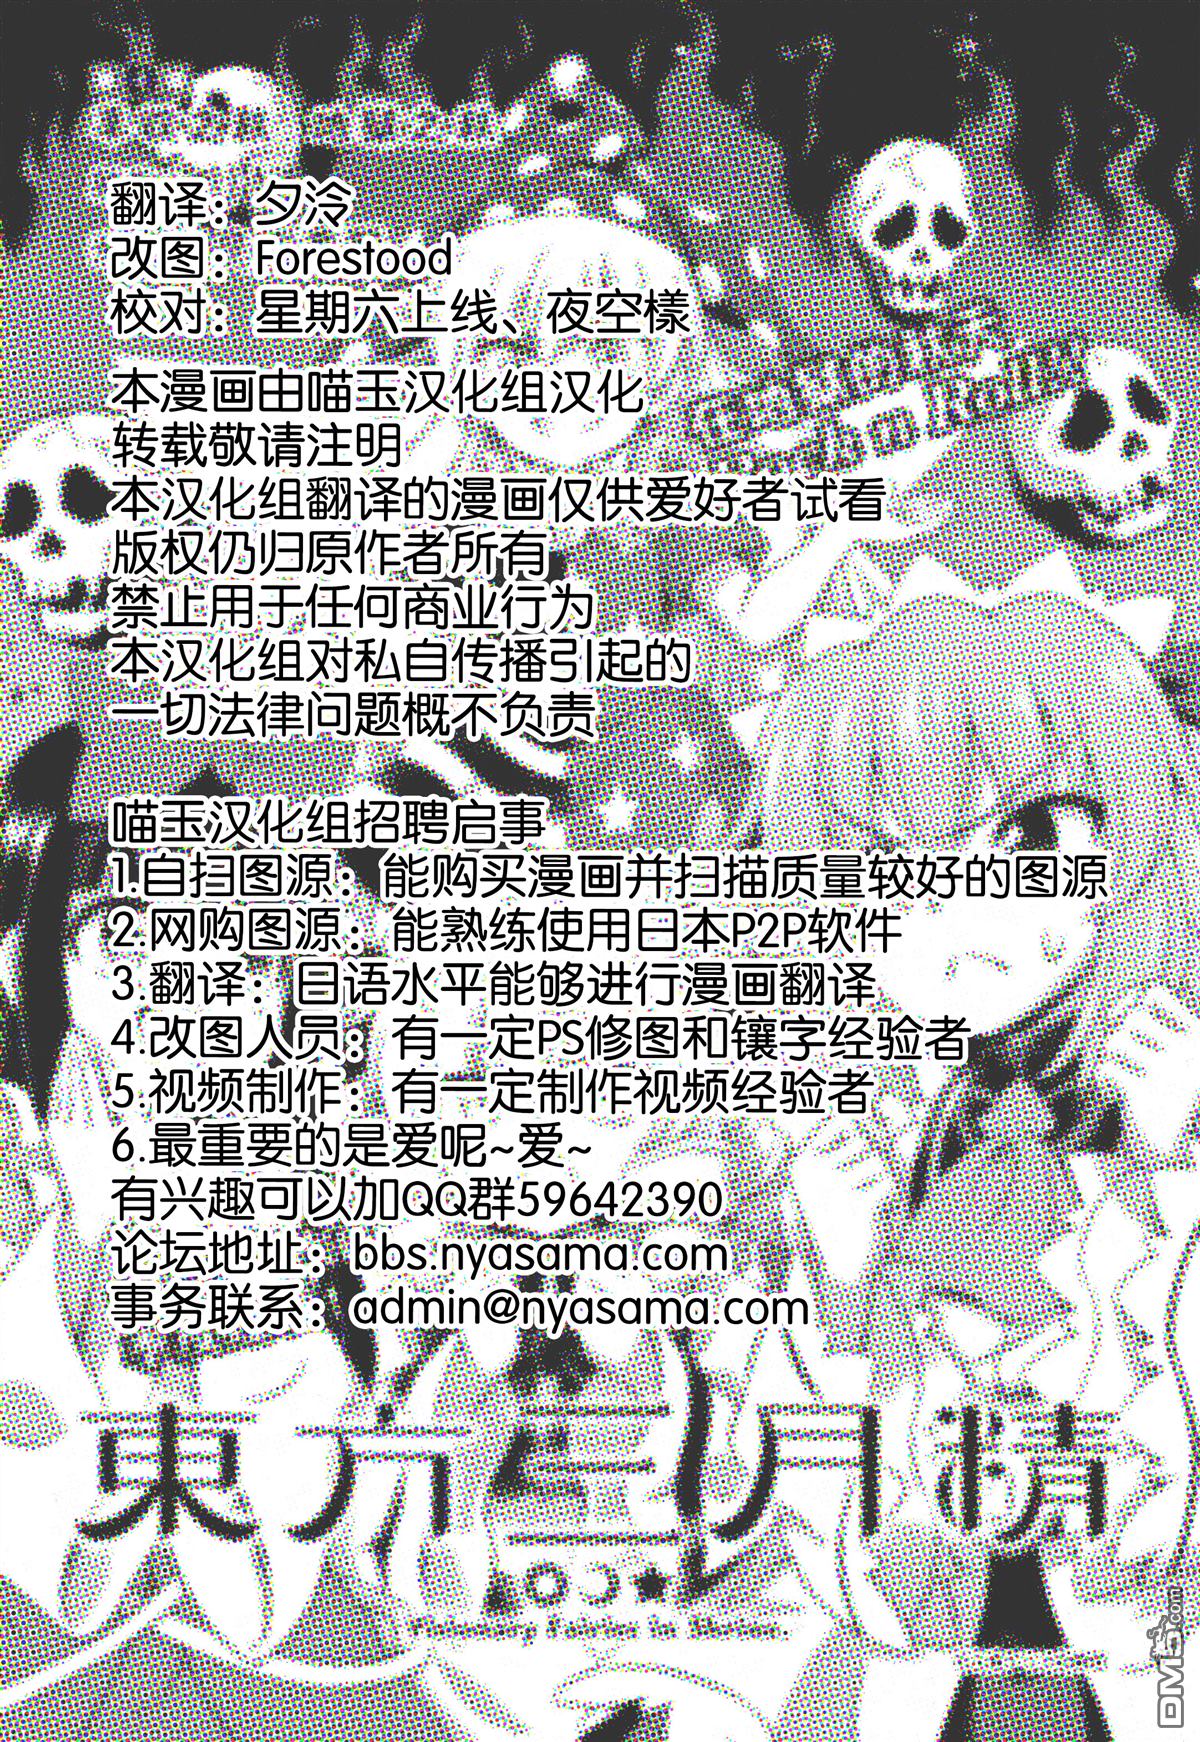 翻译：夕泠
改图：Forestood
校对：星期六上线、夜空樣
本漫画由喵玉汉化组汉化
转载敬请注明
本汉化组翻译的漫画仅供爱好者试看
版权仍归原作者所有
禁止用于任何商业行为
本汉化组对私自传播引起的
一切法律问题概不负责
喵玉汉化组招聘启事
1.自扫图源：能购买漫画并扫描质量较好的图源
2.网购图源：能熟练使用日本P2P软件
3.翻译：日语水平能够进行漫画翻译
4.改图人员：有一定PS修图和镶字经验者
5.视频制作：有一定制作视频经验者
6.最重要的是爱呢~爱~
有兴趣可以加QQ群59642390
论坛地址：bbs.nyasama.com
事务联系：admin@nyasama.com
東方三月精
DM5.com